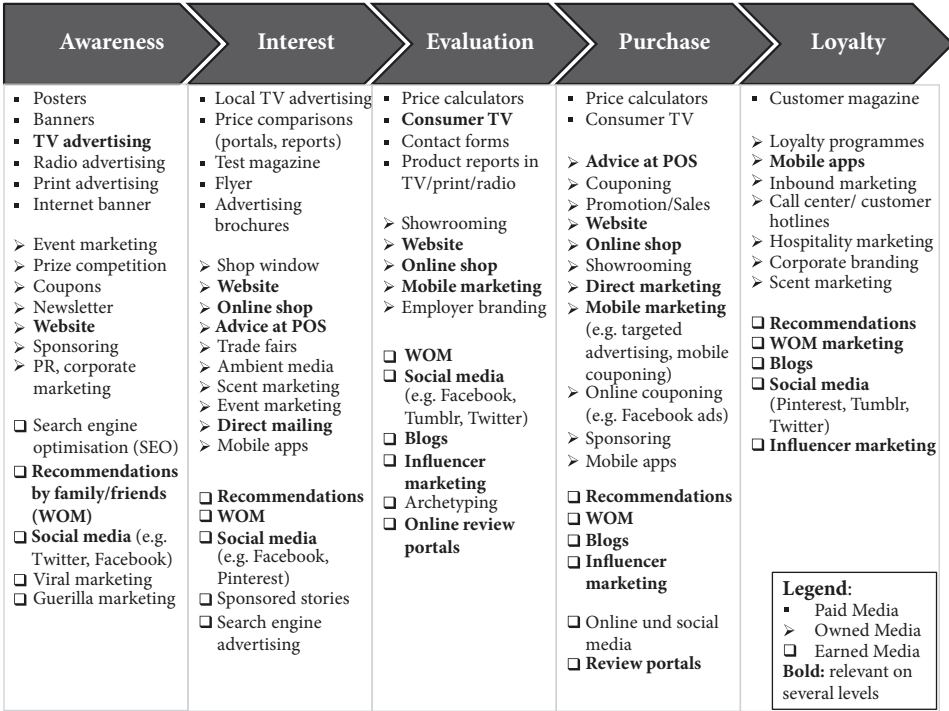 Awareness
Interest
Evaluation
Purchase
Loyalty
▪ Posters
▪ Banners
▪ TV advertising
▪ Radio advertising
▪ Print advertising
▪ Internet banner
➢ Event marketing
➢ Prize competition
➢ Coupons
➢ Newsletter
➢ Website
➢ Sponsoring
➢ PR, corporate
marketing
❑ Search engine
optimisation (SEO)
❑ Recommendations
by family/friends
(WOM)
❑ Social media (e.g.
Twitter, Facebook)
❑ Viral marketing
❑ Guerilla marketing
▪ Local TV advertising
▪ Price comparisons
(portals, reports)
▪ Test magazine
▪ Flyer
▪ Advertising
brochures
➢ Shop window
➢ Website
➢ Online shop
➢ Advice at POS
➢ Trade fairs
➢ Ambient media
➢ Scent marketing
➢ Event marketing
➢ Direct mailing
➢ Mobile apps
❑ Recommendations
❑ WOM
❑ Social media
(e.g. Facebook,
Pinterest)
❑ Sponsored stories
❑ Search engine
advertising
▪ Price calculators
▪ Consumer TV
▪ Contact forms
▪ Product reports in
TV/print/radio
➢ Showrooming
➢ Website
➢ Online shop
➢ Mobile marketing
➢ Employer branding
❑ WOM
❑ Social media
(e.g. Facebook,
Tumblr, Twitter)
❑ Blogs
❑ Influencer
marketing
❑ Archetyping
❑ Online review
portals
▪ Price calculators
▪ Consumer TV
➢ Advice at POS
➢ Couponing
➢ Promotion/Sales
➢ Website
➢ Online shop
➢ Showrooming
➢ Direct marketing
➢ Mobile marketing
(e.g. targeted
advertising, mobile
couponing)
➢ Online couponing
(e.g. Facebook ads)
➢ Sponsoring
➢ Mobile apps
❑ Recommendations
❑ WOM
❑ Blogs
❑ Influencer
marketing
❑ Online und social
media
❑ Review portals
▪ Customer magazine
➢ Loyalty programmes
➢ Mobile apps
➢ Inbound marketing
➢ Call center/ customer
hotlines
➢ Hospitality marketing
➢ Corporate branding
➢ Scent marketing
❑ Recommendations
❑ WOM marketing
❑ Blogs
❑ Social media
(Pinterest, Tumblr,
Twitter)
❑ Influencer marketing
Legend:
▪ Paid Media
➢ Owned Media
❑ Earned Media
Bold: relevant on
several levels